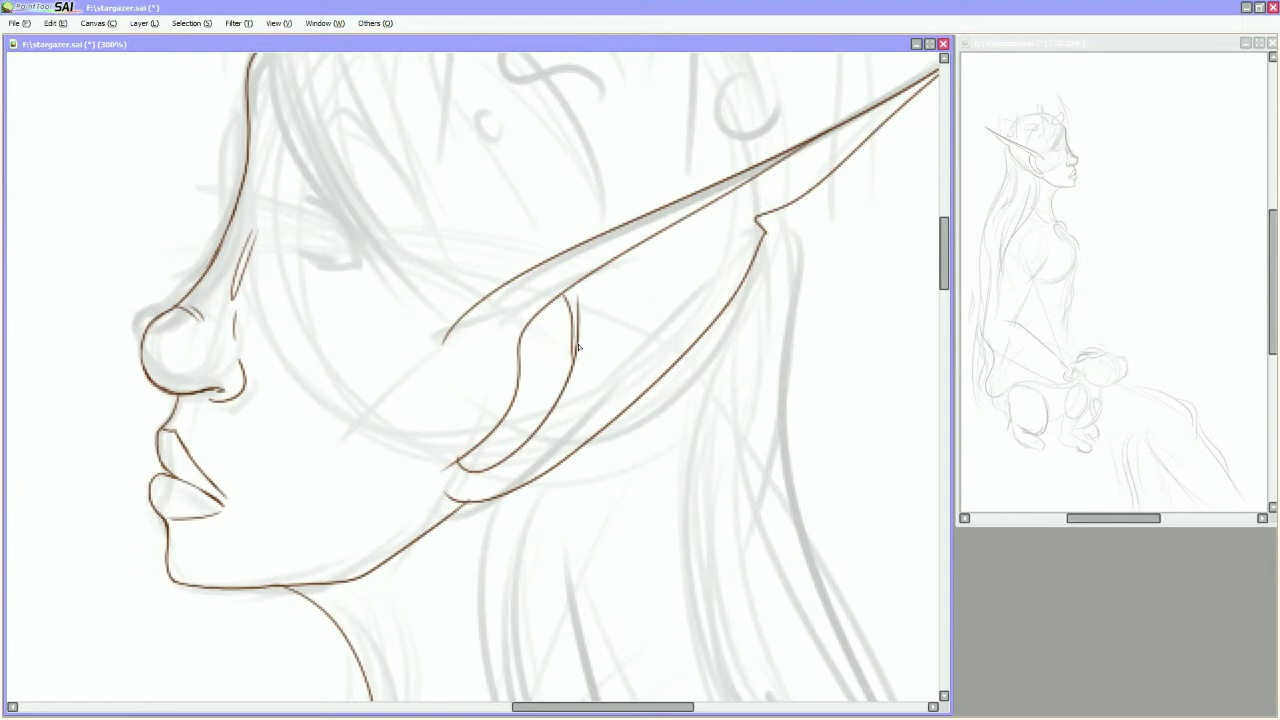 PaintTool SAI F:\stargazer.sai (*)
File (F) Edit (E) Canvas (C) Layer (L) Selection (S) Filter (T) View (V) Window (W) Others (O)
F:\stargazer.sai (*) (300%)